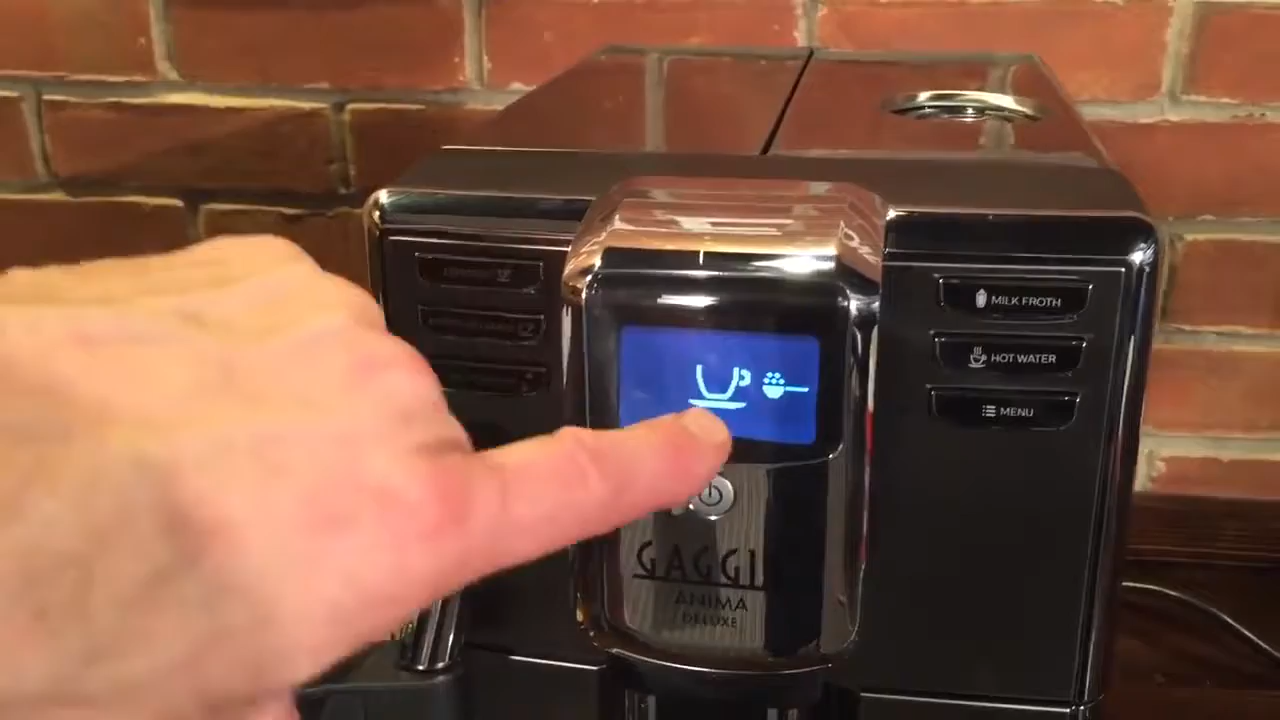 MILK FROTH
HOT WATER
MENU
GAGGI
ANIMA
DELUXE